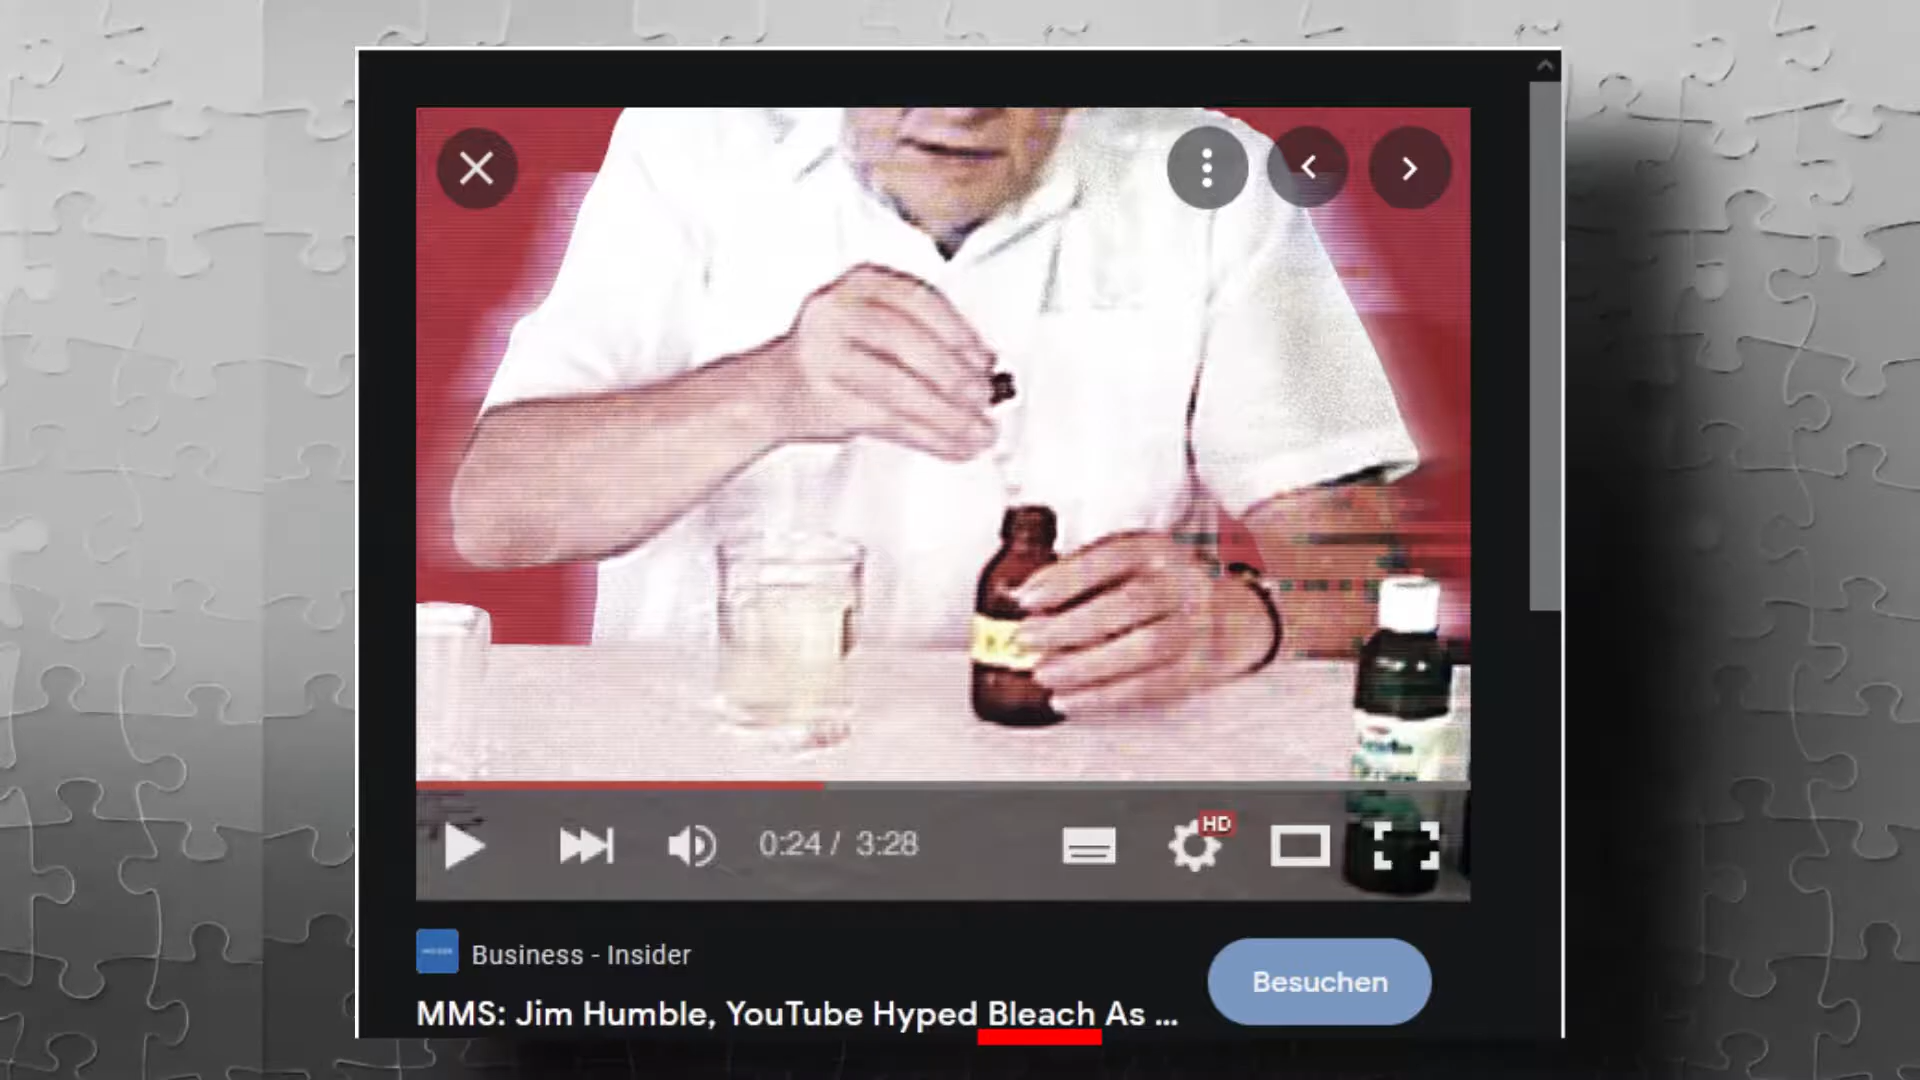 HD
0:24 / 3:28
Business - Insider
Besuchen
MMS: Jim Humble, YouTube Hyped Bleach As ...